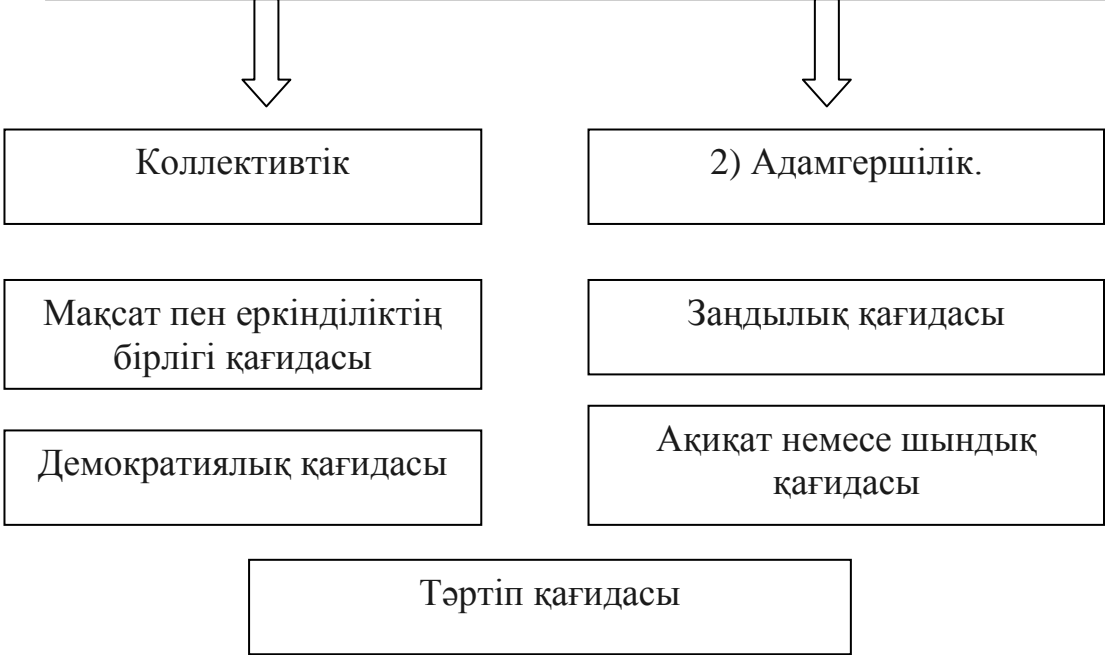 Коллективтік
2) Адамгершілік.
Мақсат пен еркінділіктің
бірлігі қағидасы
Заңдылық қағидасы
Демократиялық қағидасы
Ақиқат немесе шындық
қағидасы
Тәртіп қағидасы